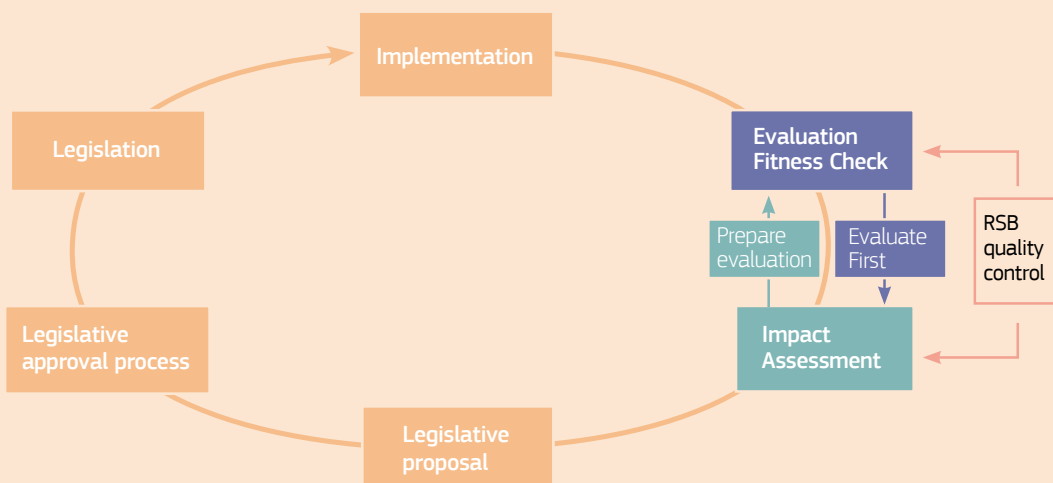 Implementation
Legislation
Evaluation
Fitness Check
Prepare
evaluation
Evaluate
First
RSB
quality
control
Legislative
approval process
Impact
Assessment
Legislative
proposal